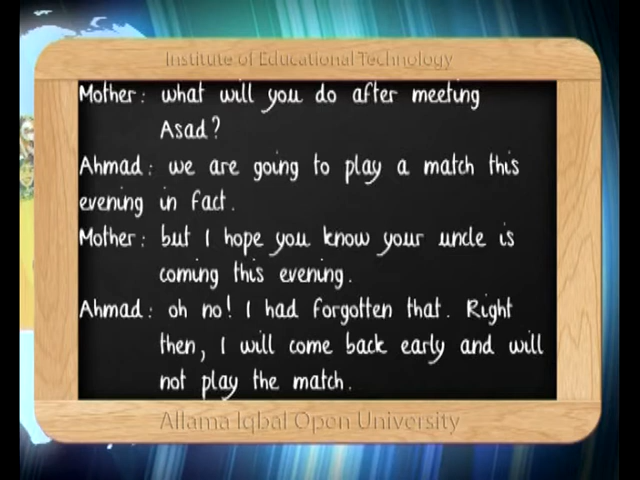 Institute of Educational Technology
Mother: what will you do after meeting
Asad?
Ahmad: we are going to play a match this
evening in fact.
Mother: but I hope you know your uncle is
coming this evening.
Ahmad: oh no! I had forgotten that. Right
then, I will come back early and will
not play the match.
Allama Iqbal Open University